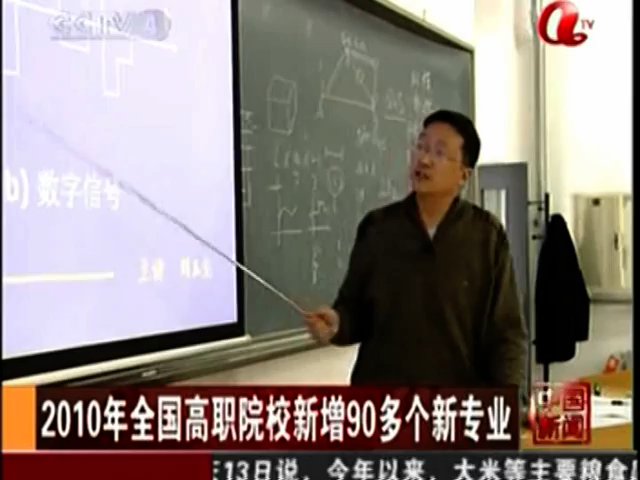 CCTV 4
TV
b) 数字信号
2010年全国高职院校新增90多个新专业
中国
新闻
13日说，今年以来，大米等主要粮食